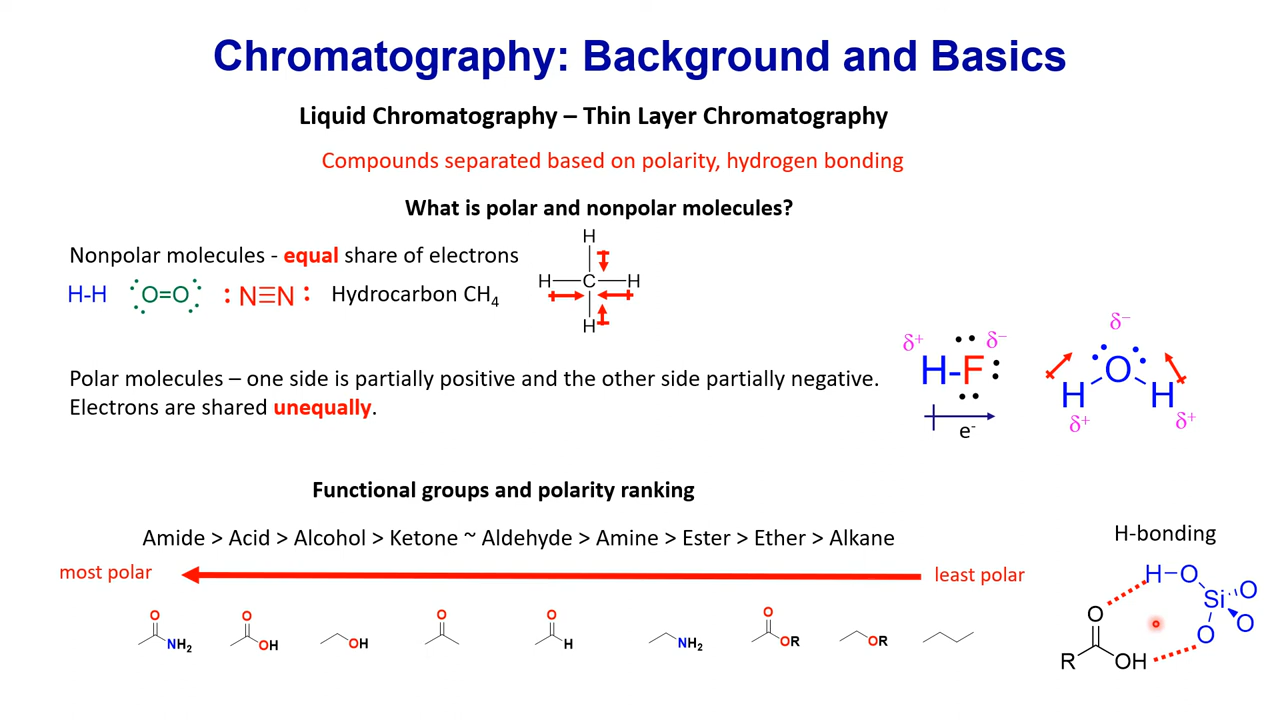 Chromatography: Background and Basics
Liquid Chromatography – Thin Layer Chromatography
Compounds separated based on polarity, hydrogen bonding
What is polar and nonpolar molecules?
Nonpolar molecules - equal share of electrons
H-H O=O :N≡N: Hydrocarbon CH₄
H
H C H
H
Polar molecules – one side is partially positive and the other side partially negative.
Electrons are shared unequally.
δ⁺ δ⁻
H-F
e⁻
δ⁻
O
H H
δ⁺ δ⁺
Functional groups and polarity ranking
Amide > Acid > Alcohol > Ketone ~ Aldehyde > Amine > Ester > Ether > Alkane
most polar least polar
O NH₂
O OH
OH
O
O H
NH₂
O OR
OR
H-bonding
H–O
Si O
O O
O
R OH